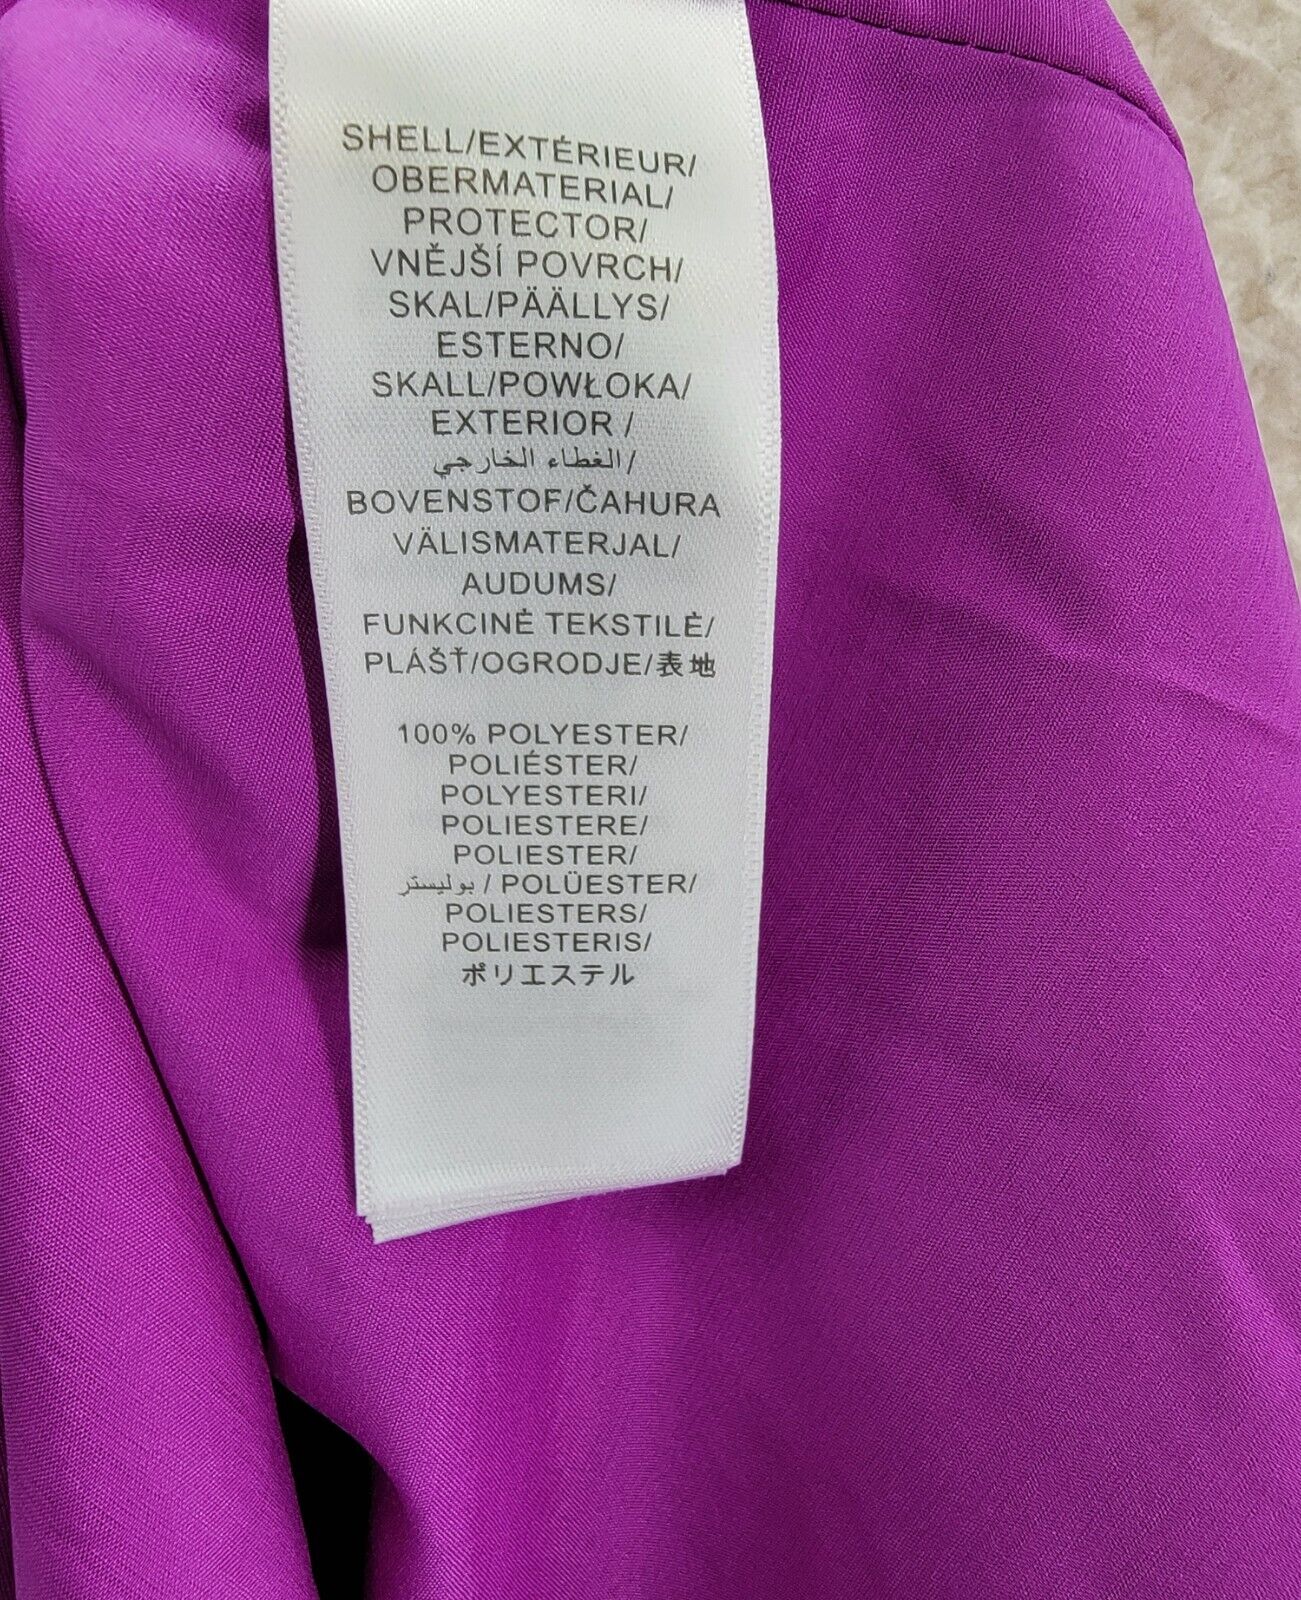 SHELL/EXTÉRIEUR/
OBERMATERIAL/
PROTECTOR/
VNĚJŠÍ POVRCH/
SKAL/PÄÄLLYS/
ESTERNO/
SKALL/POWŁOKA/
EXTERIOR /
الغطاء الخارجي/
BOVENSTOF/ČAHURA
VÄLISMATERJAL/
AUDUMS/
FUNKCINĖ TEKSTILĖ/
PLÁŠŤ/OGRODJE/表地
100% POLYESTER/
POLIÉSTER/
POLYESTERI/
POLIESTERE/
POLIESTER/
بوليستر / POLÜESTER/
POLIESTERS/
POLIESTERIS/
ポリエステル